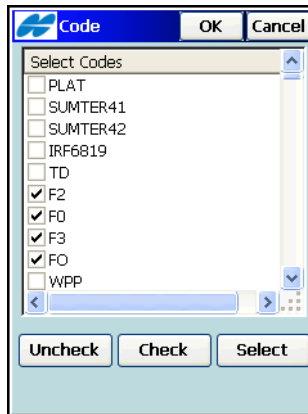 Code OK Cancel
Select Codes
PLAT
SUMTER41
SUMTER42
IRF6819
TD
F2
F0
F3
FO
WPP
Uncheck Check Select